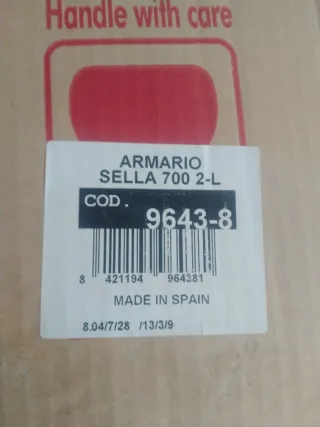 Handle with care
ARMARIO
SELLA 700 2-L
COD.
9643-8
8 421194 964381
MADE IN SPAIN
8.04/7/28 /13/3/9